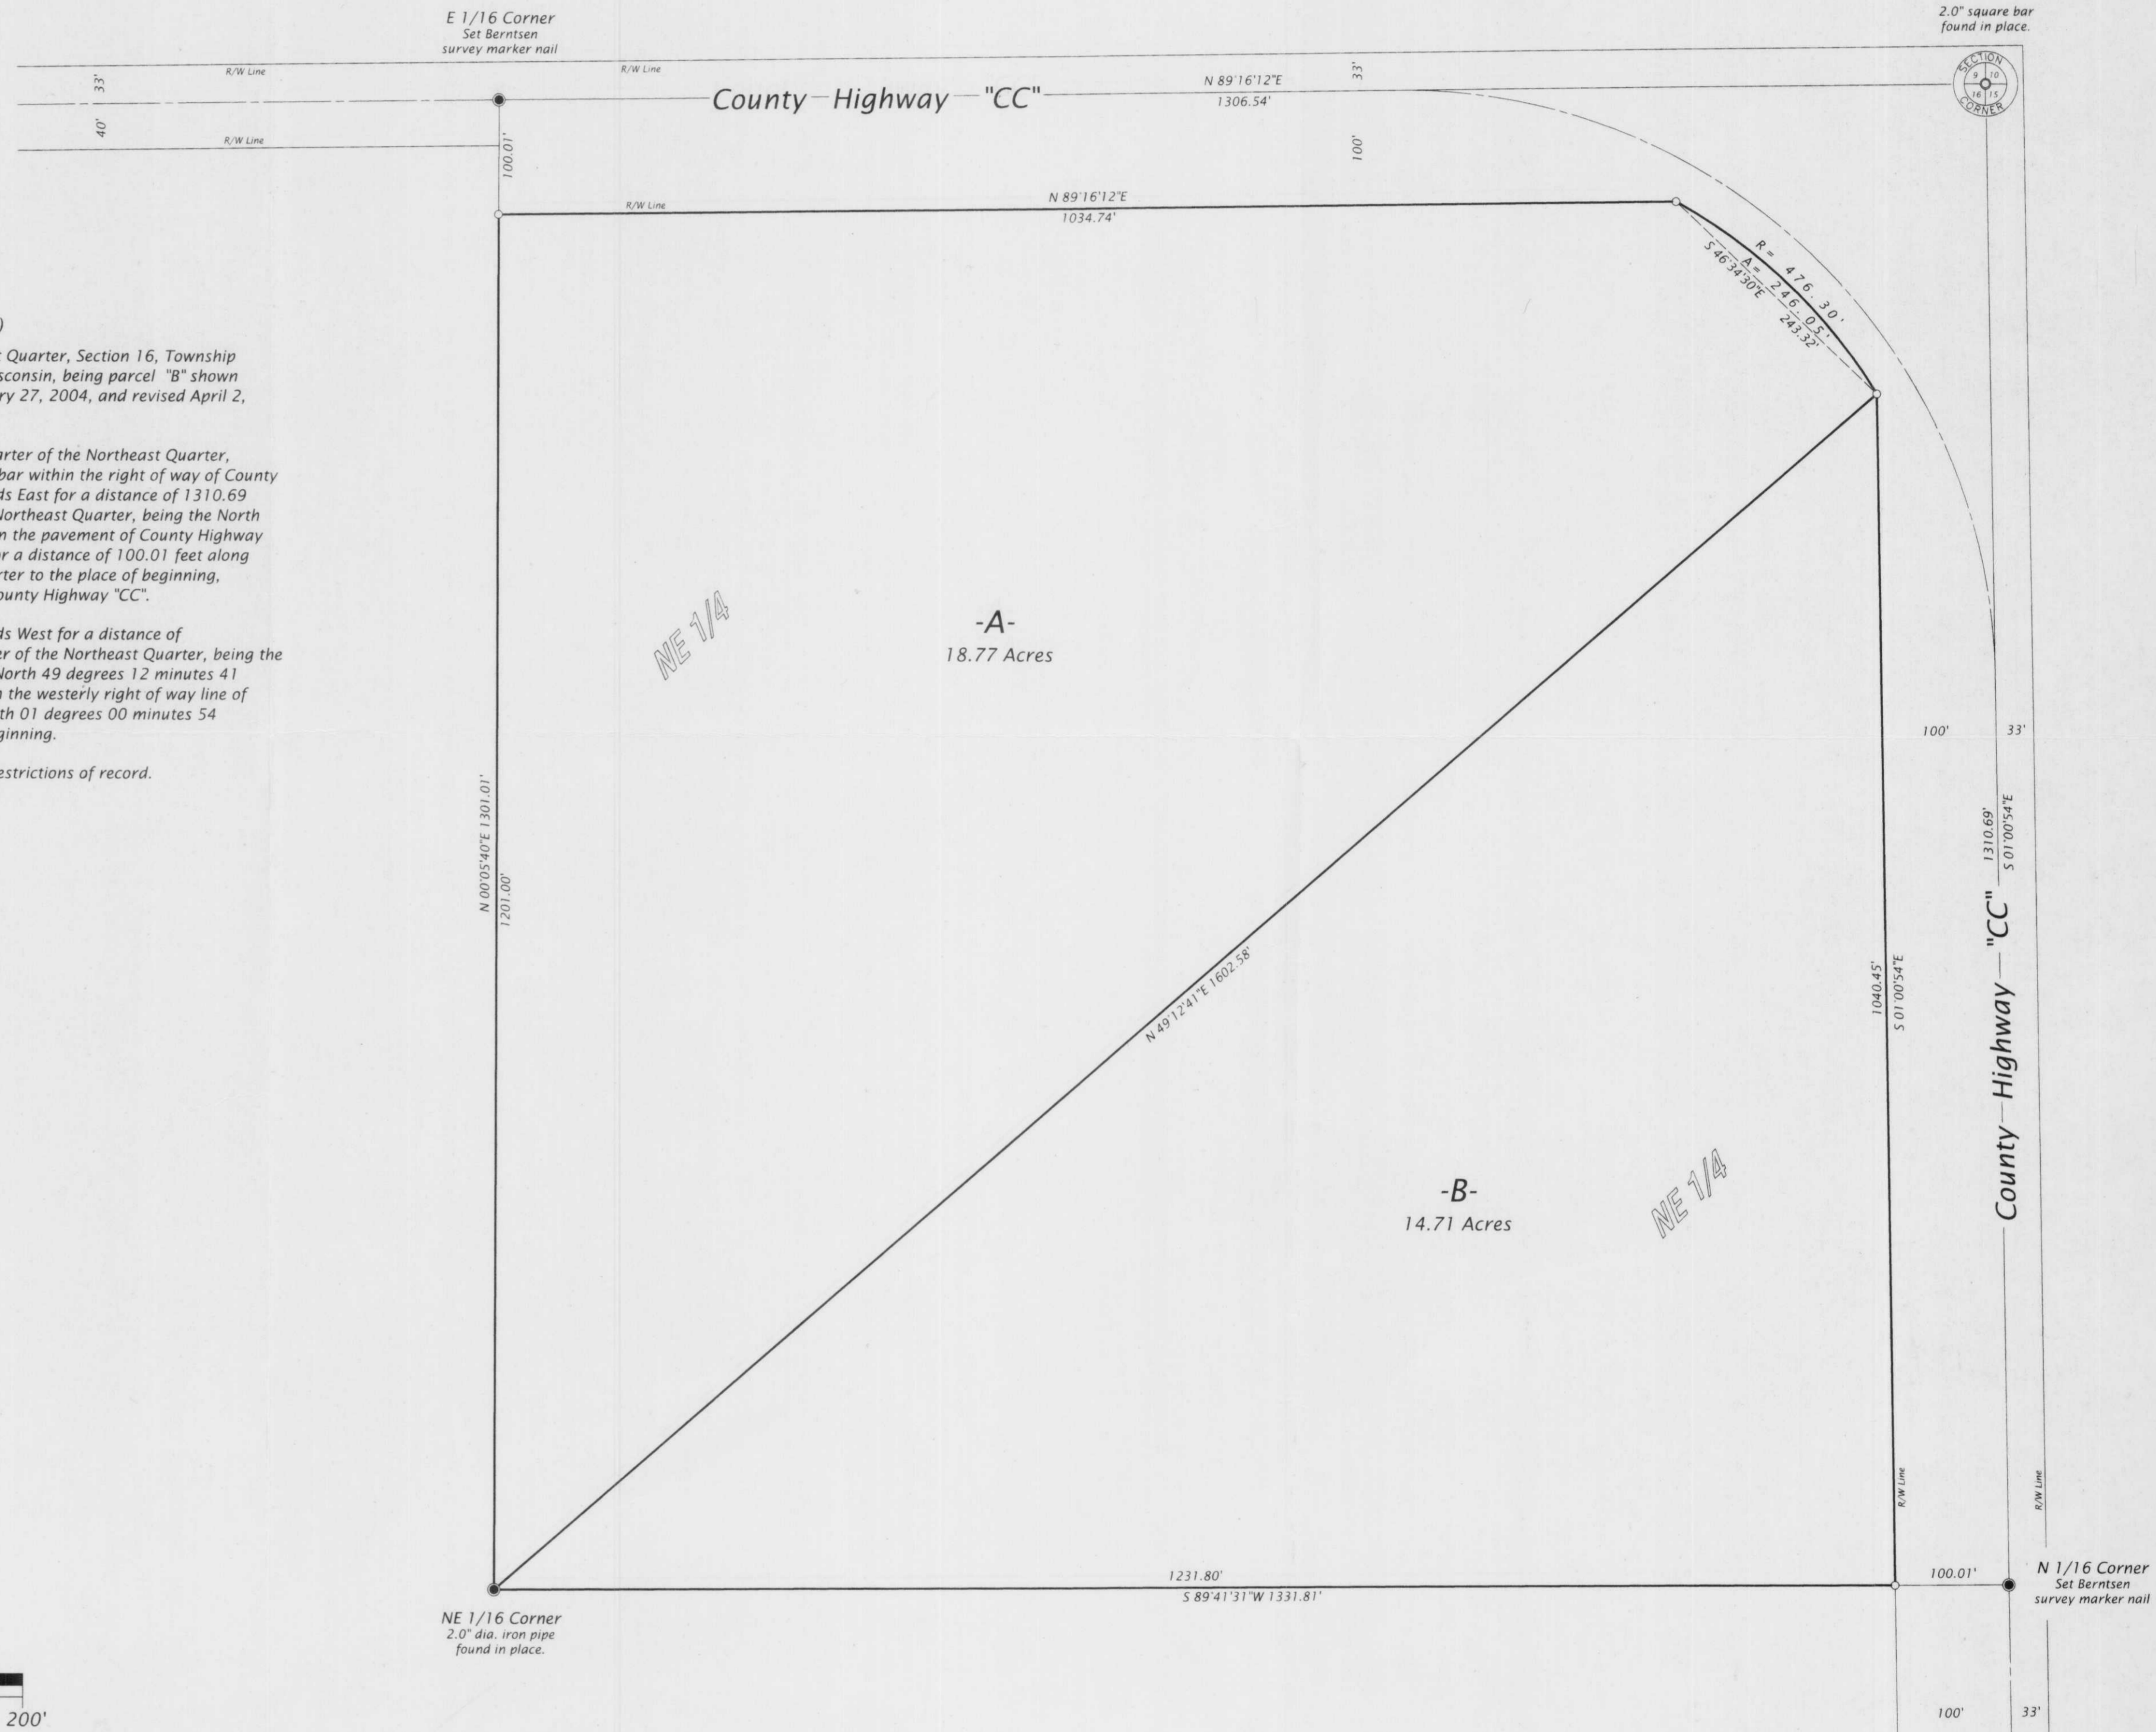 E 1/16 Corner
Set Berntsen
survey marker nail
2.0" square bar
found in place.
R/W Line
R/W Line
33'
33'
N 89°16'12"E
1306.54'
County Highway "CC"
SECTION
CORNER
9 10
16 15
40'
R/W Line
100.01'
100'
R/W Line
N 89°16'12"E
1034.74'
R = 476.30'
A = 246.05'
S 46°34'30"E
243.32'
)
Quarter, Section 16, Township
sconsin, being parcel "B" shown
ry 27, 2004, and revised April 2,
arter of the Northeast Quarter,
bar within the right of way of County
ds East for a distance of 1310.69
Northeast Quarter, being the North
n the pavement of County Highway
r a distance of 100.01 feet along
rter to the place of beginning,
ounty Highway "CC".
ds West for a distance of
er of the Northeast Quarter, being the
North 49 degrees 12 minutes 41
n the westerly right of way line of
th 01 degrees 00 minutes 54
ginning.
estrictions of record.
NE 1/4
-A-
18.77 Acres
100'
33'
N 00°05'40"E 1301.01'
1201.00'
N 49°12'41"E 1602.58'
1040.45'
S 01°00'54"E
1310.69'
S 01°00'54"E
County Highway "CC"
-B-
14.71 Acres
NE 1/4
R/W Line
R/W Line
1231.80'
S 89°41'31"W 1331.81'
100.01'
N 1/16 Corner
Set Berntsen
survey marker nail
NE 1/16 Corner
2.0" dia. iron pipe
found in place.
200'
100'
33'